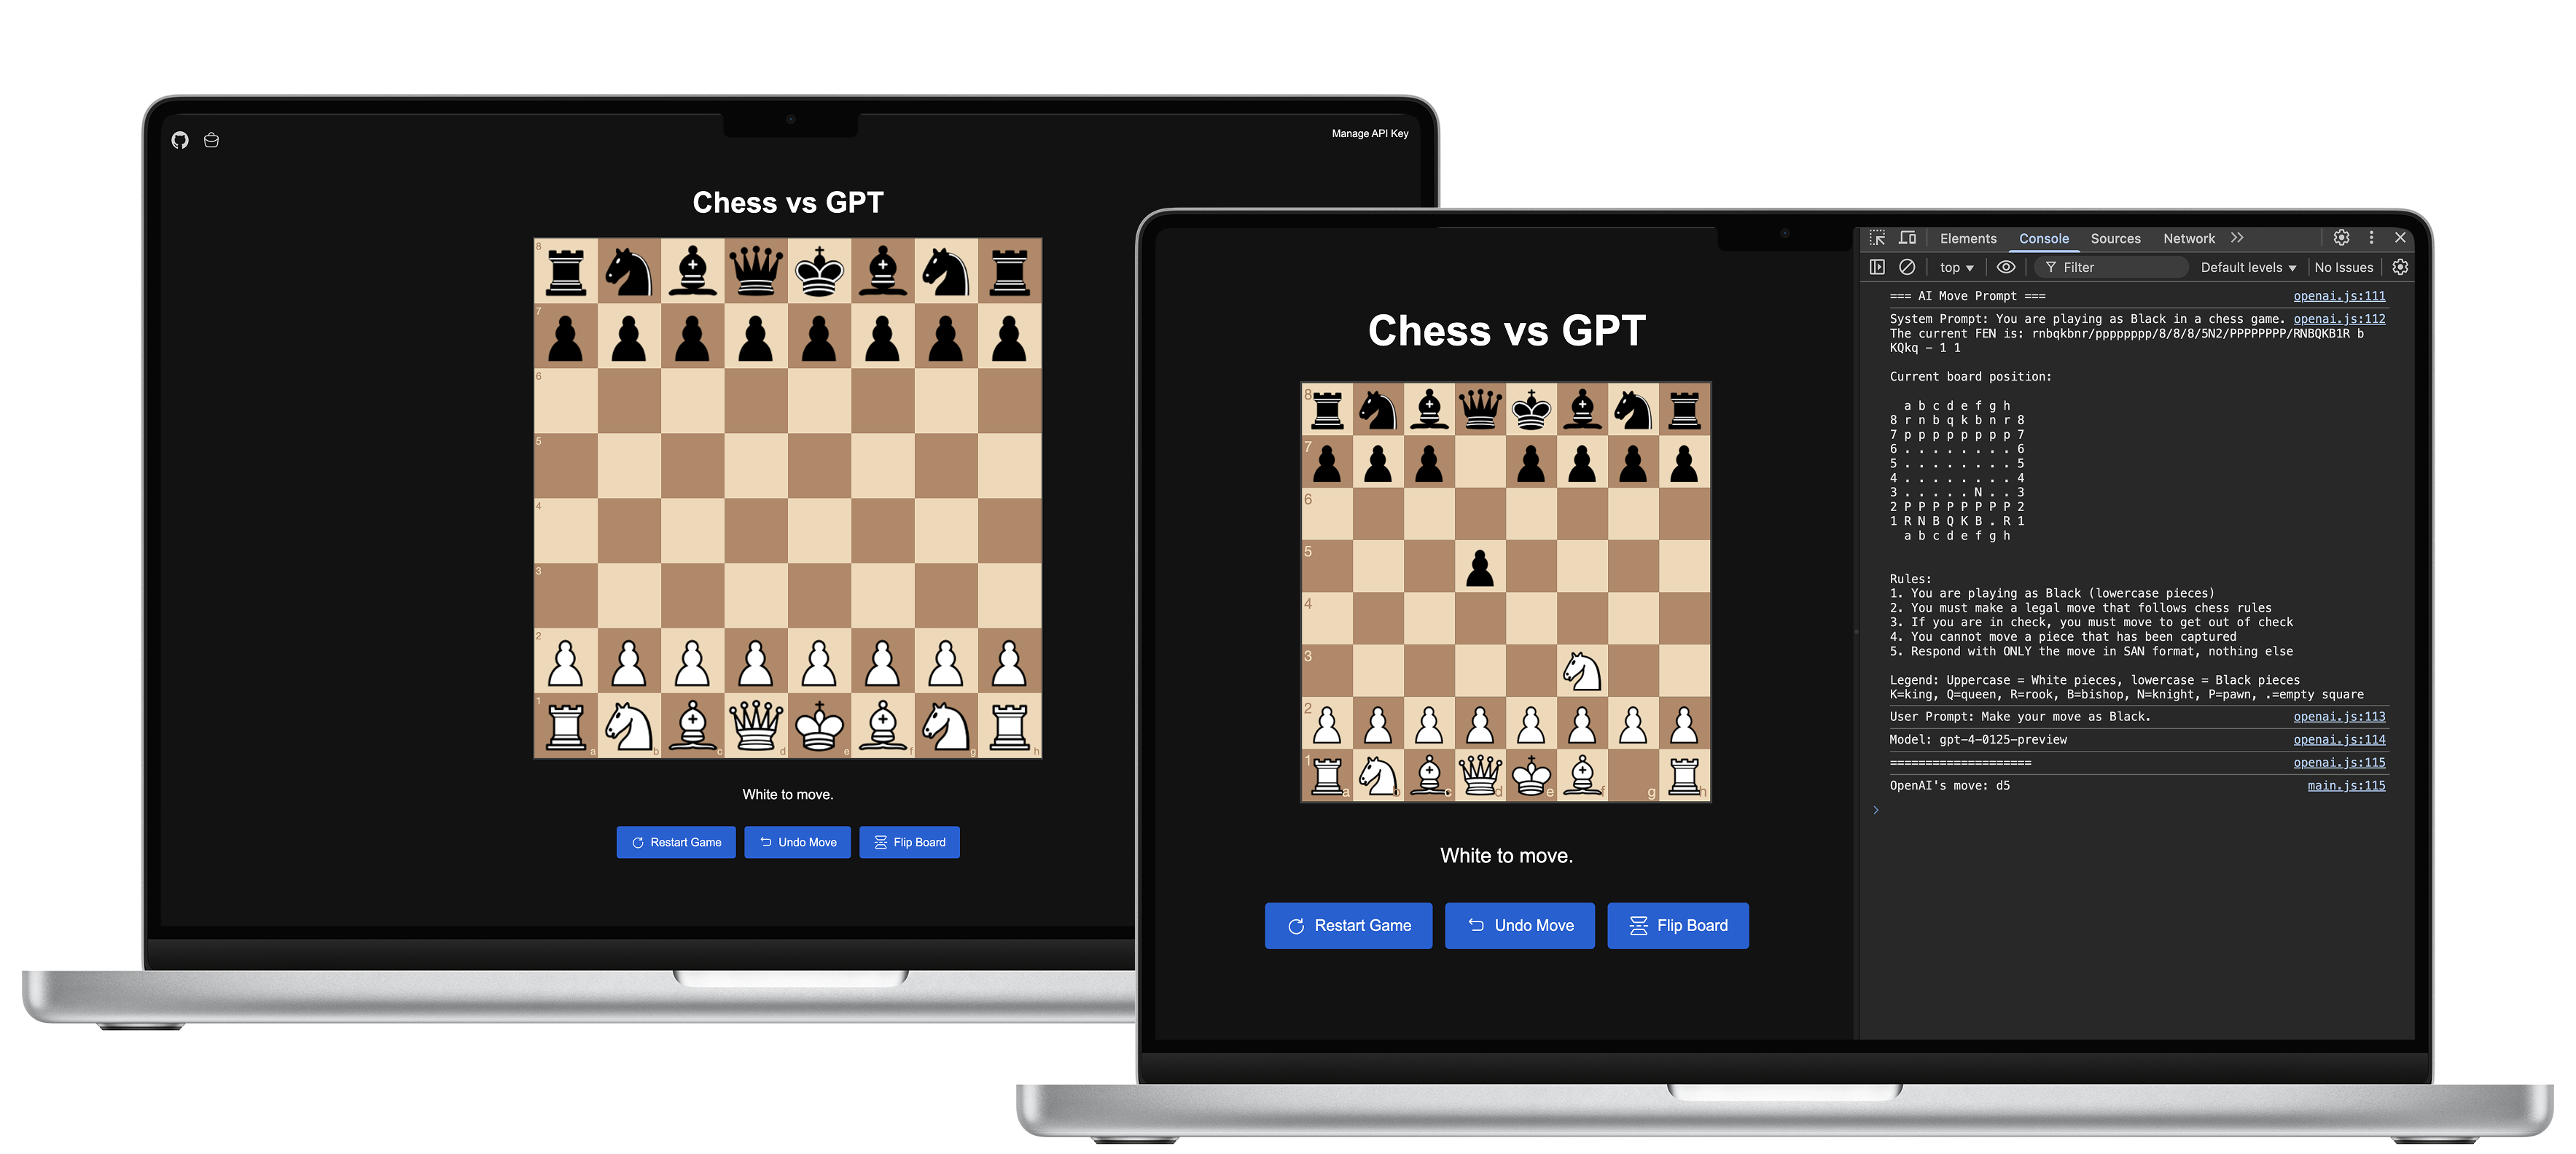 Manage API Key
Chess vs GPT
8
7
6
5
4
3
2
1
a b c d e f g h
White to move.
Restart Game
Undo Move
Flip Board
Chess vs GPT
8
7
6
5
4
3
2
1
a b c d e f g h
White to move.
Restart Game
Undo Move
Flip Board
Elements Console Sources Network
top Filter Default levels No Issues
=== AI Move Prompt === openai.js:111
System Prompt: You are playing as Black in a chess game. openai.js:112
The current FEN is: rnbqkbnr/pppppppp/8/8/8/5N2/PPPPPPPP/RNBQKB1R b
KQkq - 1 1
Current board position:
a b c d e f g h
8 r n b q k b n r 8
7 p p p p p p p p 7
6 . . . . . . . . 6
5 . . . . . . . . 5
4 . . . . . . . . 4
3 . . . . . N . . 3
2 P P P P P P P P 2
1 R N B Q K B . R 1
a b c d e f g h
Rules:
1. You are playing as Black (lowercase pieces)
2. You must make a legal move that follows chess rules
3. If you are in check, you must move to get out of check
4. You cannot move a piece that has been captured
5. Respond with ONLY the move in SAN format, nothing else
Legend: Uppercase = White pieces, lowercase = Black pieces
K=king, Q=queen, R=rook, B=bishop, N=knight, P=pawn, .=empty square
User Prompt: Make your move as Black. openai.js:113
Model: gpt-4-0125-preview openai.js:114
==================== openai.js:115
OpenAI's move: d5 main.js:115
>